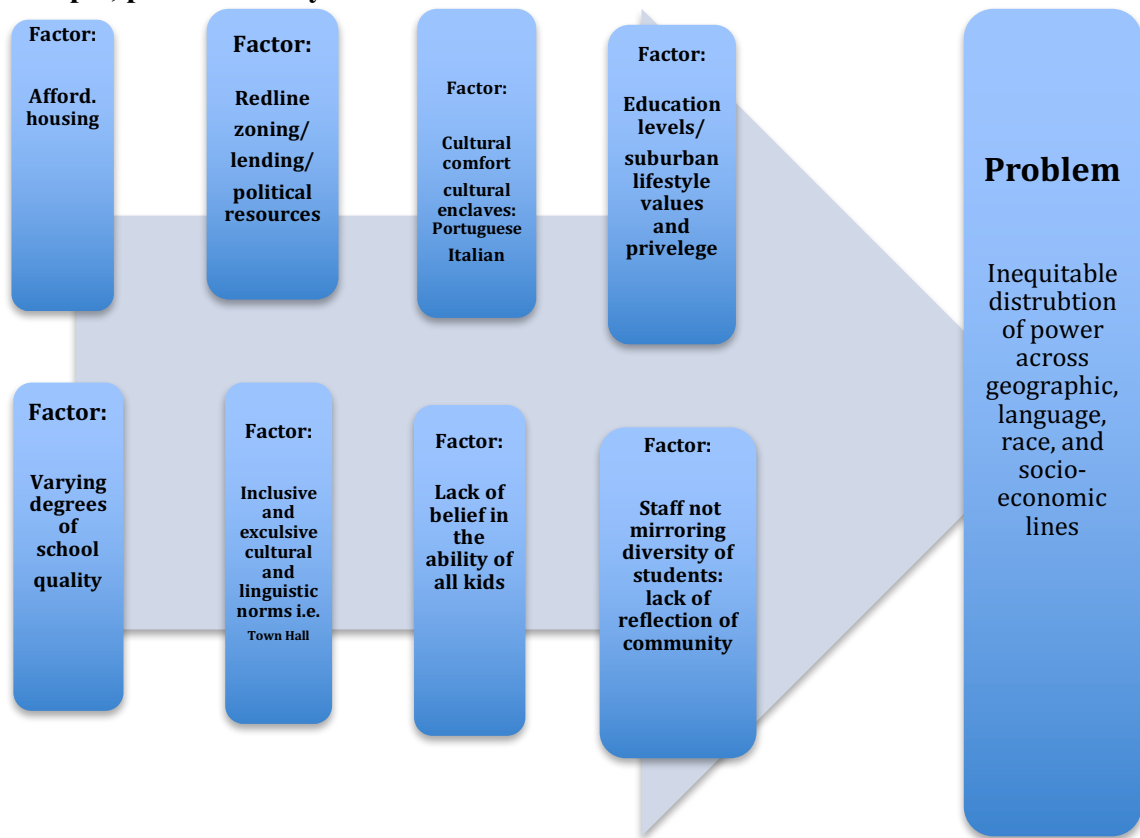 Factor:
Afford.
housing
Factor:
Redline
zoning/
lending/
political
resources
Factor:
Cultural
comfort
cultural
enclaves:
Portuguese
Italian
Factor:
Education
levels/
suburban
lifestyle
values
and
privelege
Factor:
Varying
degrees
of
school
quality
Factor:
Inclusive
and
exculsive
cultural
and
linguistic
norms i.e.
Town Hall
Factor:
Lack of
belief in
the
ability of
all kids
Factor:
Staff not
mirroring
diversity of
students:
lack of
reflection of
community
Problem
Inequitable
distrubtion
of power
across
geographic,
language,
race, and
socio-
economic
lines